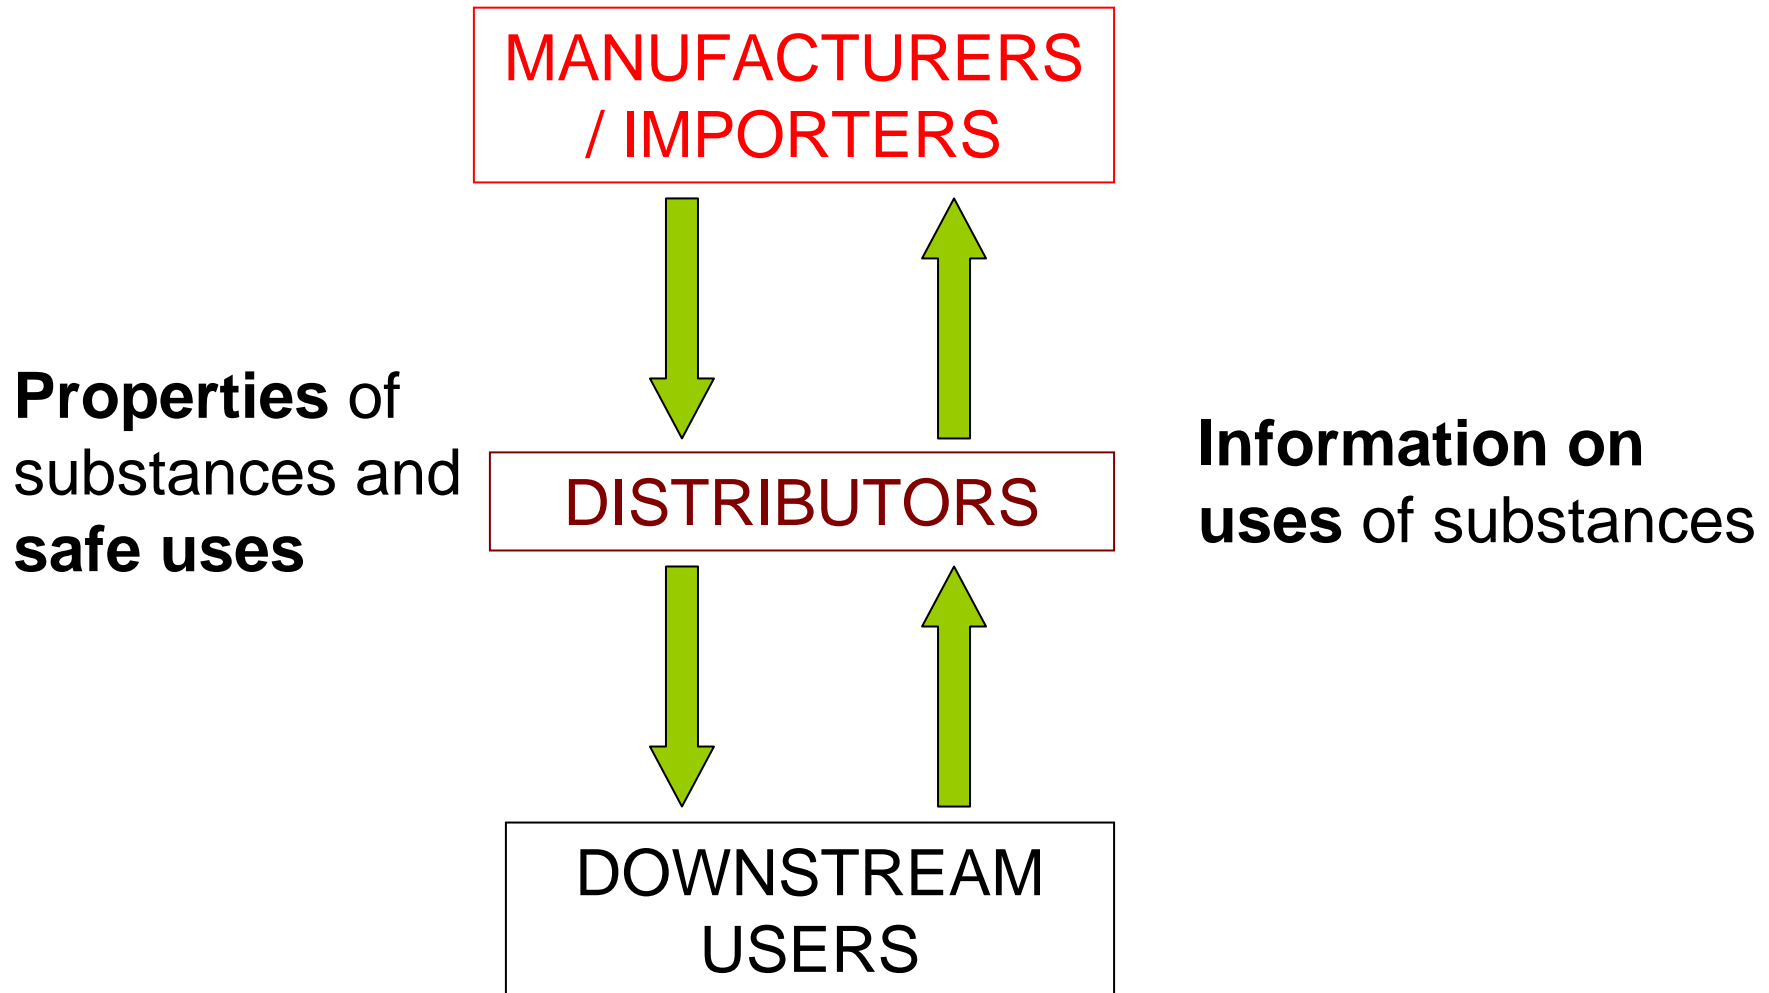 MANUFACTURERS
/ IMPORTERS
Properties of
substances and
safe uses
DISTRIBUTORS
Information on
uses of substances
DOWNSTREAM
USERS